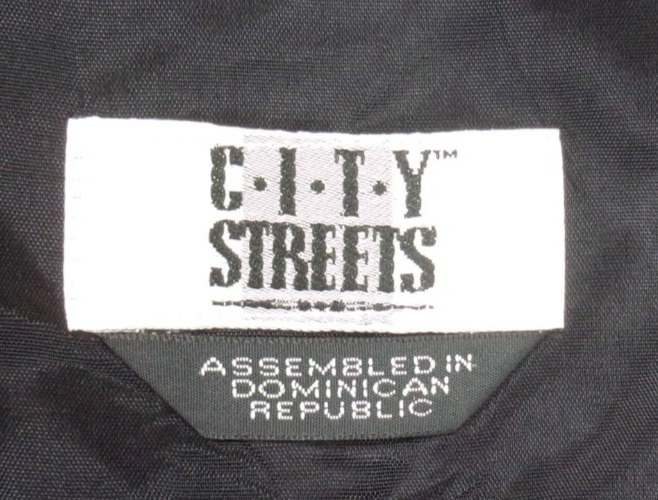 C·I·T·Y™
STREETS
ASSEMBLED IN
DOMINICAN
REPUBLIC